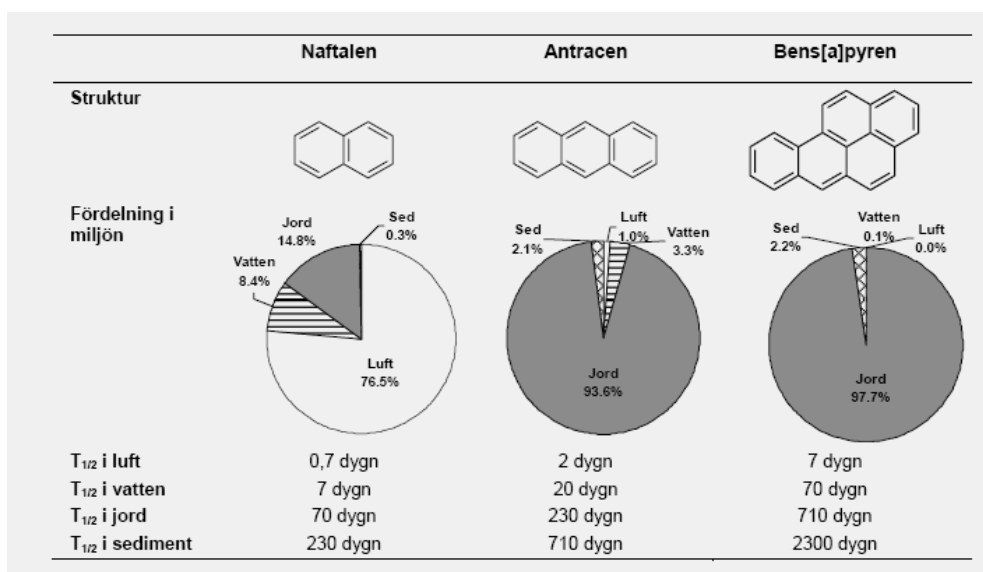 Naftalen Antracen Bens[a]pyren
Struktur
Fördelning i
miljön
Jord
14.8%
Sed
0.3%
Vatten
8.4%
Luft
76.5%
Sed
2.1%
Luft
1.0%
Vatten
3.3%
Jord
93.6%
Sed
2.2%
Vatten
0.1%
Luft
0.0%
Jord
97.7%
T1/2 i luft 0,7 dygn 2 dygn 7 dygn
T1/2 i vatten 7 dygn 20 dygn 70 dygn
T1/2 i jord 70 dygn 230 dygn 710 dygn
T1/2 i sediment 230 dygn 710 dygn 2300 dygn